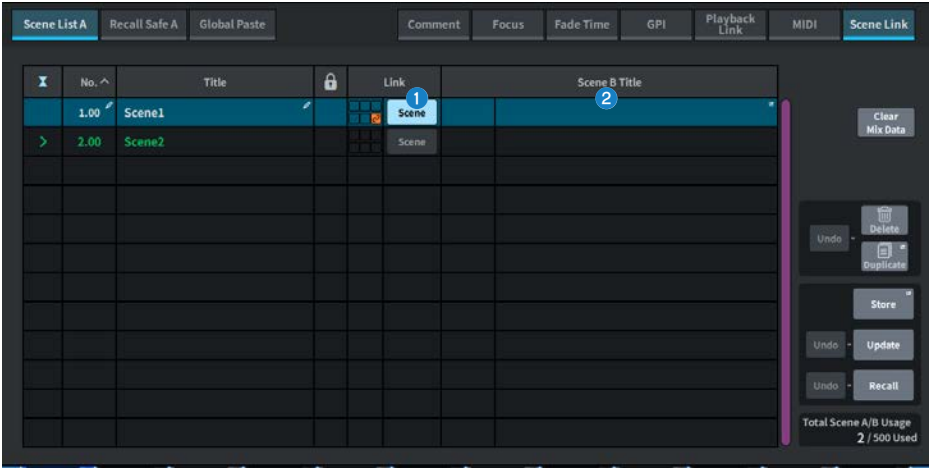 Scene List A
Recall Safe A
Global Paste
Comment
Focus
Fade Time
GPI
Playback
Link
MIDI
Scene Link
No.
Title
Link
Scene B Title
1
2
1.00
Scene1
Scene
2.00
Scene2
Scene
Clear
Mix Data
Undo
Delete
Duplicate
Store
Undo
Update
Undo
Recall
Total Scene A/B Usage
2 / 500 Used